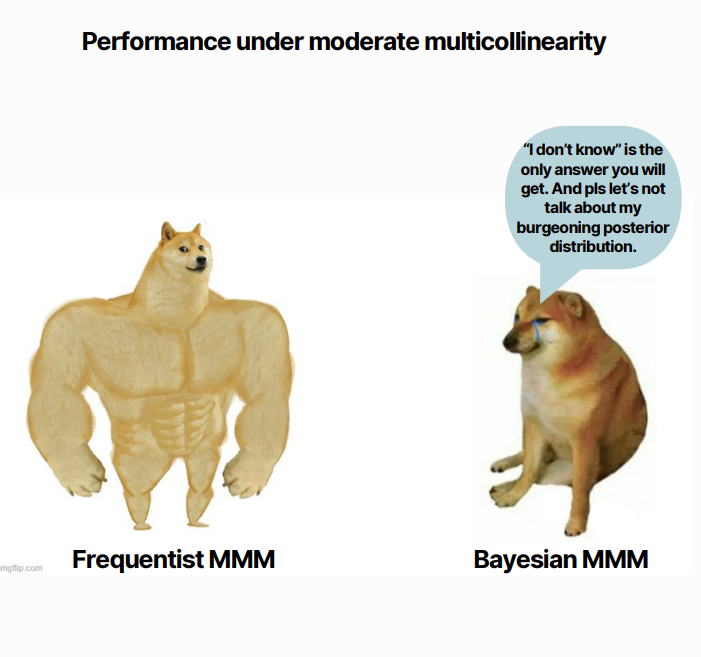 Performance under moderate multicollinearity
“I don’t know” is the
only answer you will
get. And pls let’s not
talk about my
burgeoning posterior
distribution.
Frequentist MMM
Bayesian MMM
mgflip.com